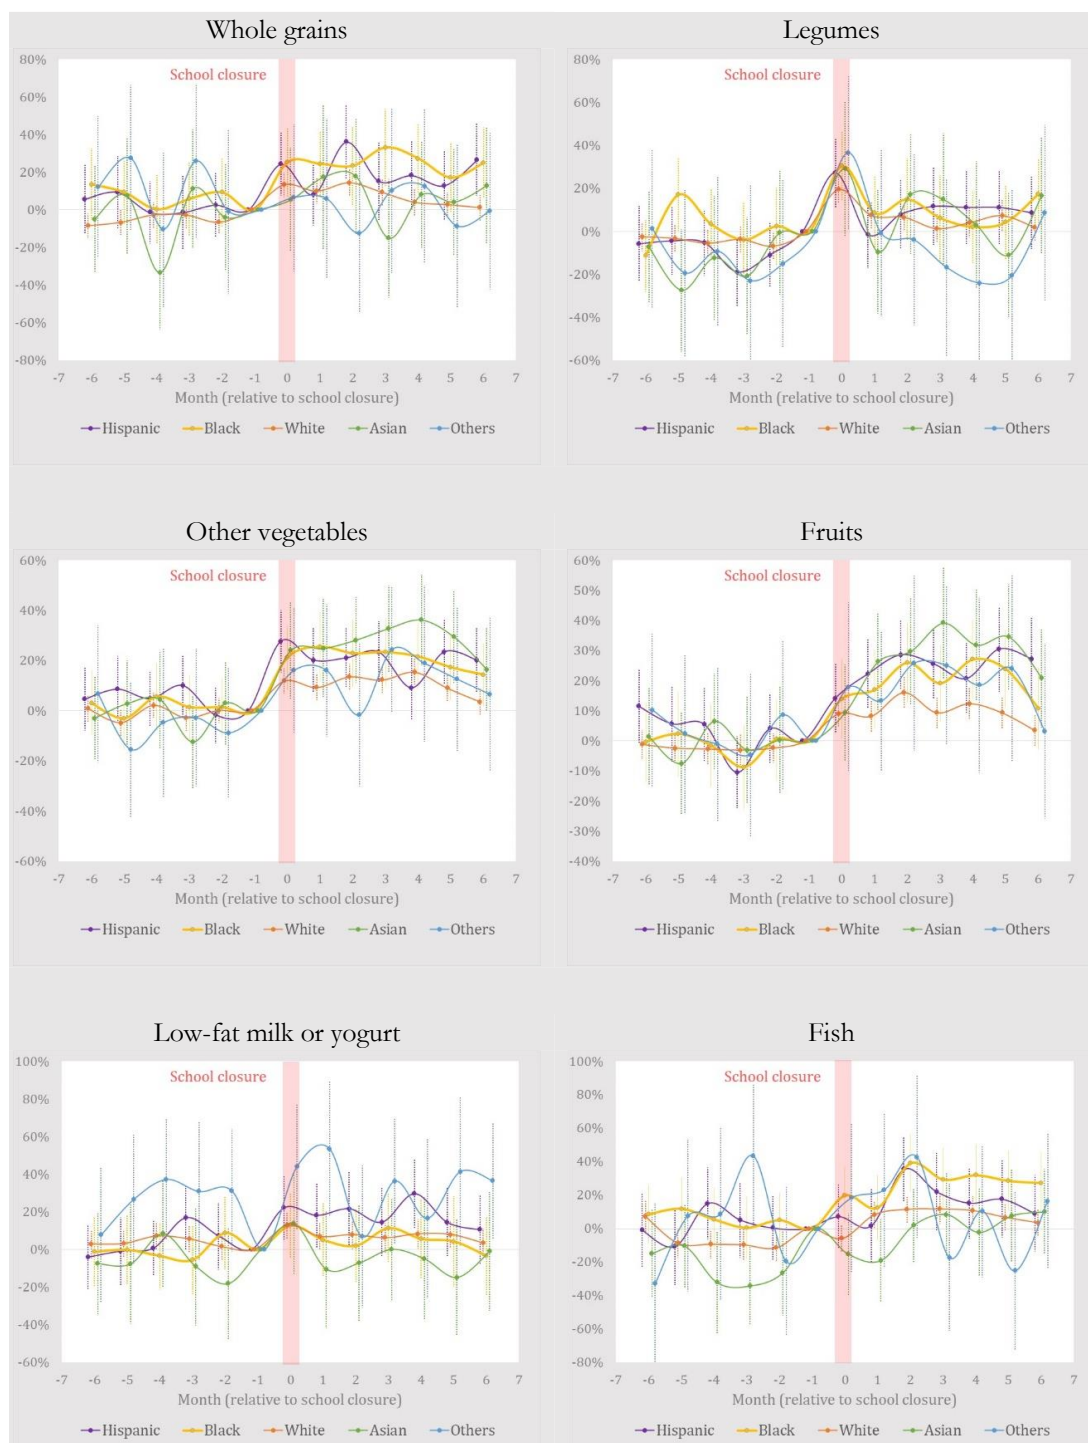 Whole grains
80%
60%
40%
20%
0%
-20%
-40%
-60%
-80%
School closure
-7 -6 -5 -4 -3 -2 -1 0 1 2 3 4 5 6 7
Month (relative to school closure)
Hispanic Black White Asian Others
Legumes
80%
60%
40%
20%
0%
-20%
-40%
-60%
School closure
-7 -6 -5 -4 -3 -2 -1 0 1 2 3 4 5 6 7
Month (relative to school closure)
Hispanic Black White Asian Others
Other vegetables
60%
40%
20%
0%
-20%
-40%
-60%
School closure
-7 -6 -5 -4 -3 -2 -1 0 1 2 3 4 5 6 7
Month (relative to school closure)
Hispanic Black White Asian Others
Fruits
60%
50%
40%
30%
20%
10%
0%
-10%
-20%
-30%
-40%
School closure
-7 -6 -5 -4 -3 -2 -1 0 1 2 3 4 5 6 7
Month (relative to school closure)
Hispanic Black White Asian Others
Low-fat milk or yogurt
100%
80%
60%
40%
20%
0%
-20%
-40%
-60%
School closure
-7 -6 -5 -4 -3 -2 -1 0 1 2 3 4 5 6 7
Month (relative to school closure)
Hispanic Black White Asian Others
Fish
100%
80%
60%
40%
20%
0%
-20%
-40%
-60%
-80%
School closure
-7 -6 -5 -4 -3 -2 -1 0 1 2 3 4 5 6 7
Month (relative to school closure)
Hispanic Black White Asian Others